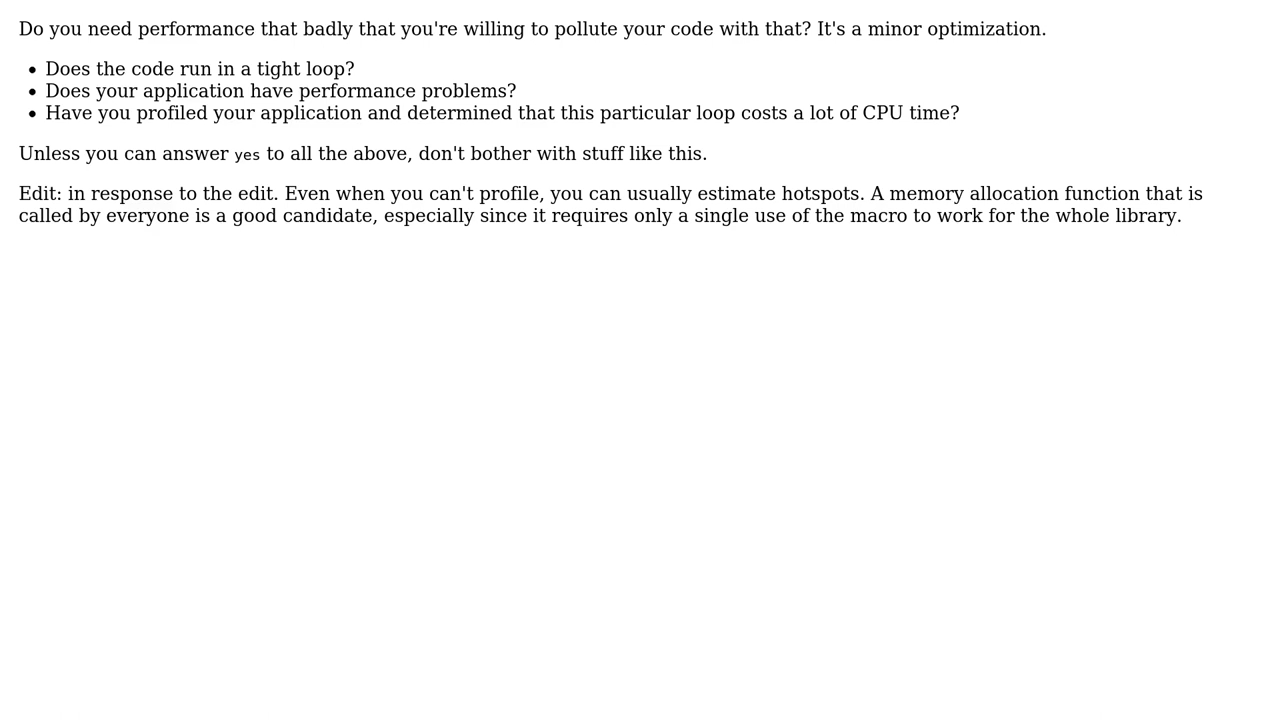 Do you need performance that badly that you're willing to pollute your code with that? It's a minor optimization.
• Does the code run in a tight loop?
• Does your application have performance problems?
• Have you profiled your application and determined that this particular loop costs a lot of CPU time?
Unless you can answer yes to all the above, don't bother with stuff like this.
Edit: in response to the edit. Even when you can't profile, you can usually estimate hotspots. A memory allocation function that is
called by everyone is a good candidate, especially since it requires only a single use of the macro to work for the whole library.